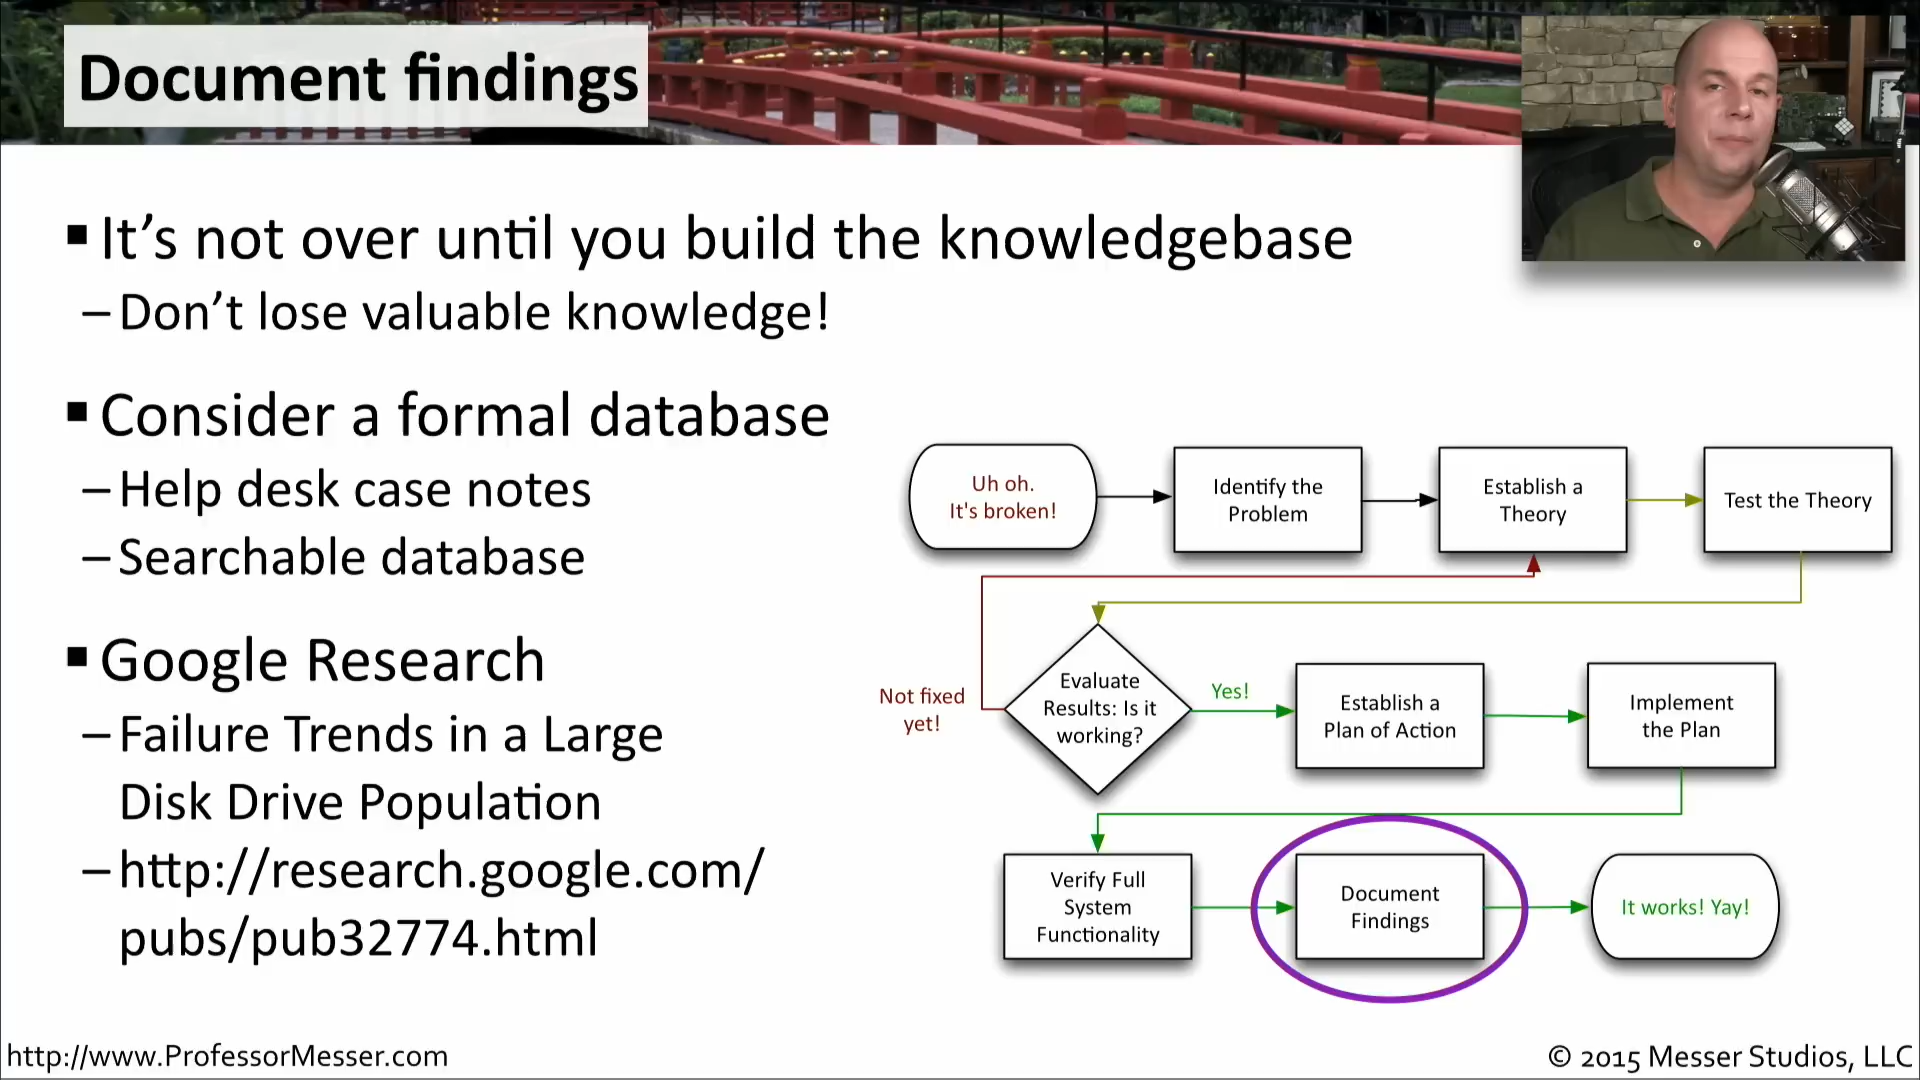 Document findings
▪ It's not over until you build the knowledgebase
– Don't lose valuable knowledge!
▪ Consider a formal database
– Help desk case notes
– Searchable database
▪ Google Research
– Failure Trends in a Large
Disk Drive Population
– http://research.google.com/
pubs/pub32774.html
Uh oh.
It's broken!
Identify the
Problem
Establish a
Theory
Test the Theory
Not fixed
yet!
Evaluate
Results: Is it
working?
Yes!
Establish a
Plan of Action
Implement
the Plan
Verify Full
System
Functionality
Document
Findings
It works! Yay!
http://www.ProfessorMesser.com
© 2015 Messer Studios, LLC